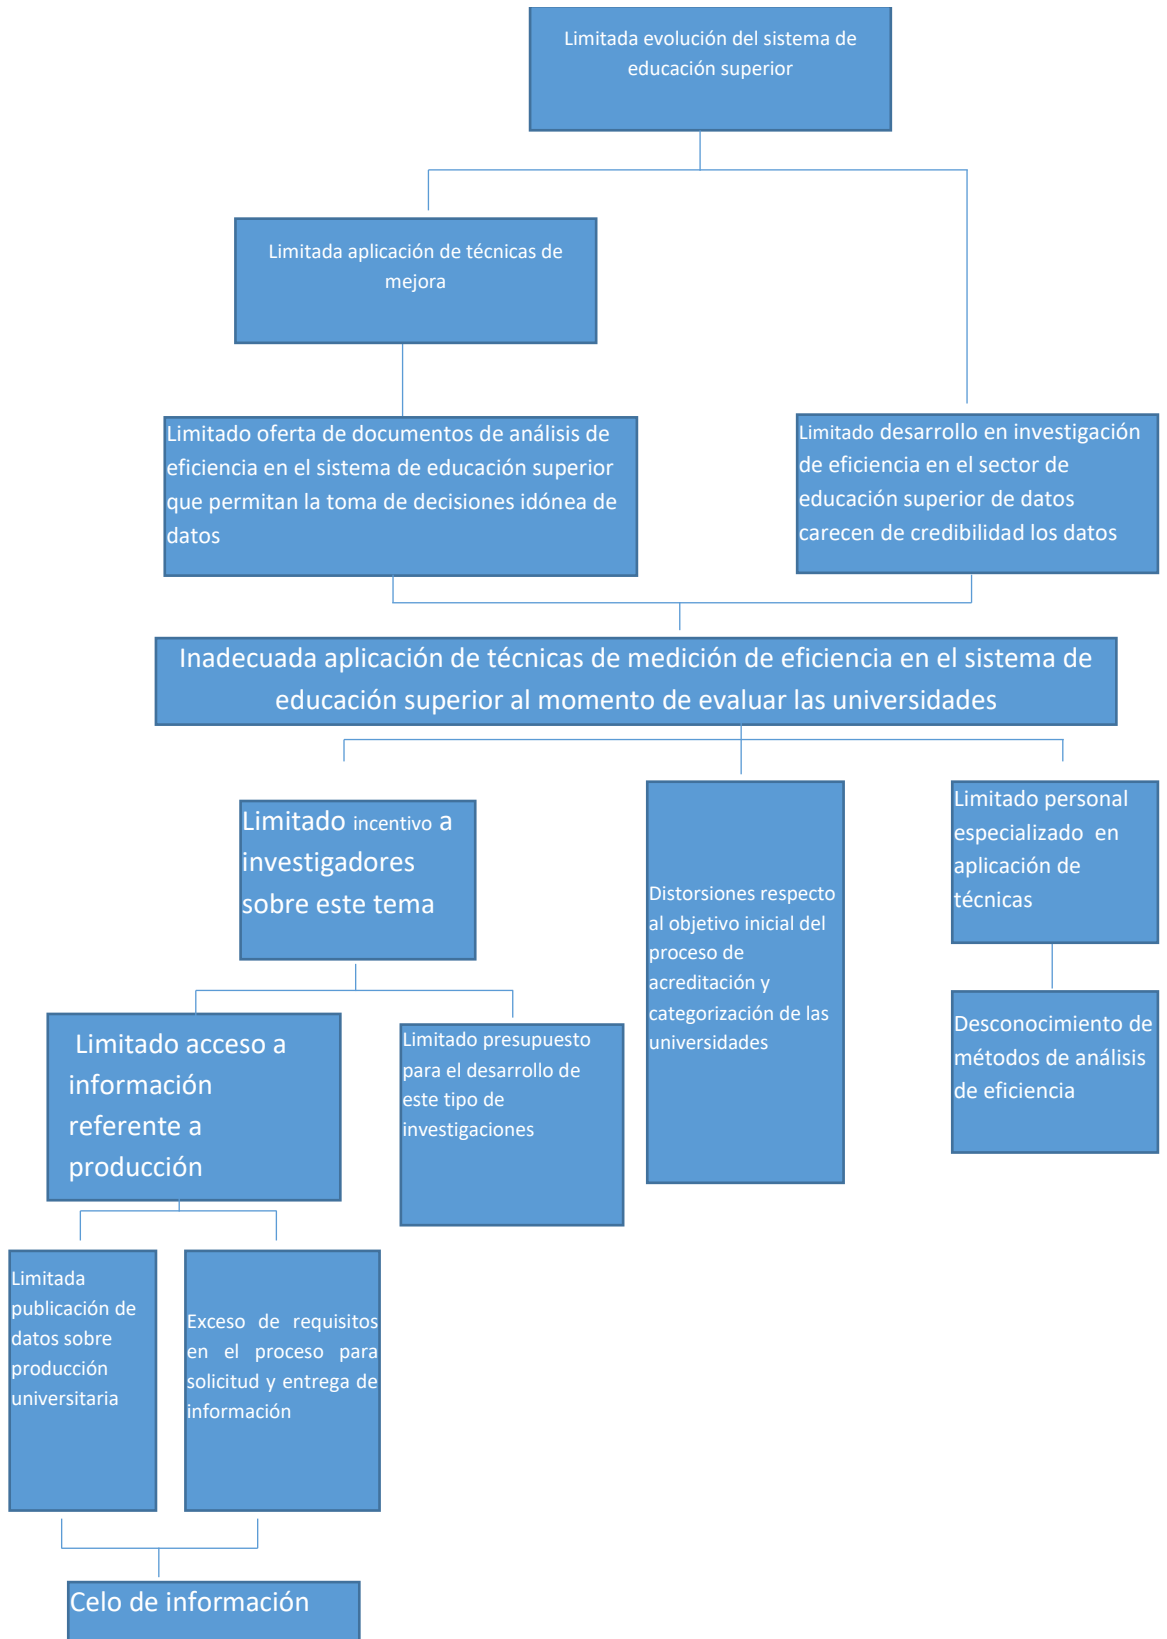 Limitada evolución del sistema de
educación superior
Limitada aplicación de técnicas de
mejora
Limitado oferta de documentos de análisis de
eficiencia en el sistema de educación superior
que permitan la toma de decisiones idónea de
datos
Limitado desarrollo en investigación
de eficiencia en el sector de
educación superior de datos
carecen de credibilidad los datos
Inadecuada aplicación de técnicas de medición de eficiencia en el sistema de
educación superior al momento de evaluar las universidades
Limitado incentivo a
investigadores
sobre este tema
Distorsiones respecto
al objetivo inicial del
proceso de
acreditación y
categorización de las
universidades
Limitado personal
especializado en
aplicación de
técnicas
Limitado acceso a
información
referente a
producción
Limitado presupuesto
para el desarrollo de
este tipo de
investigaciones
Desconocimiento de
métodos de análisis
de eficiencia
Limitada
publicación de
datos sobre
producción
universitaria
Exceso de requisitos
en el proceso para
solicitud y entrega de
información
Celo de información